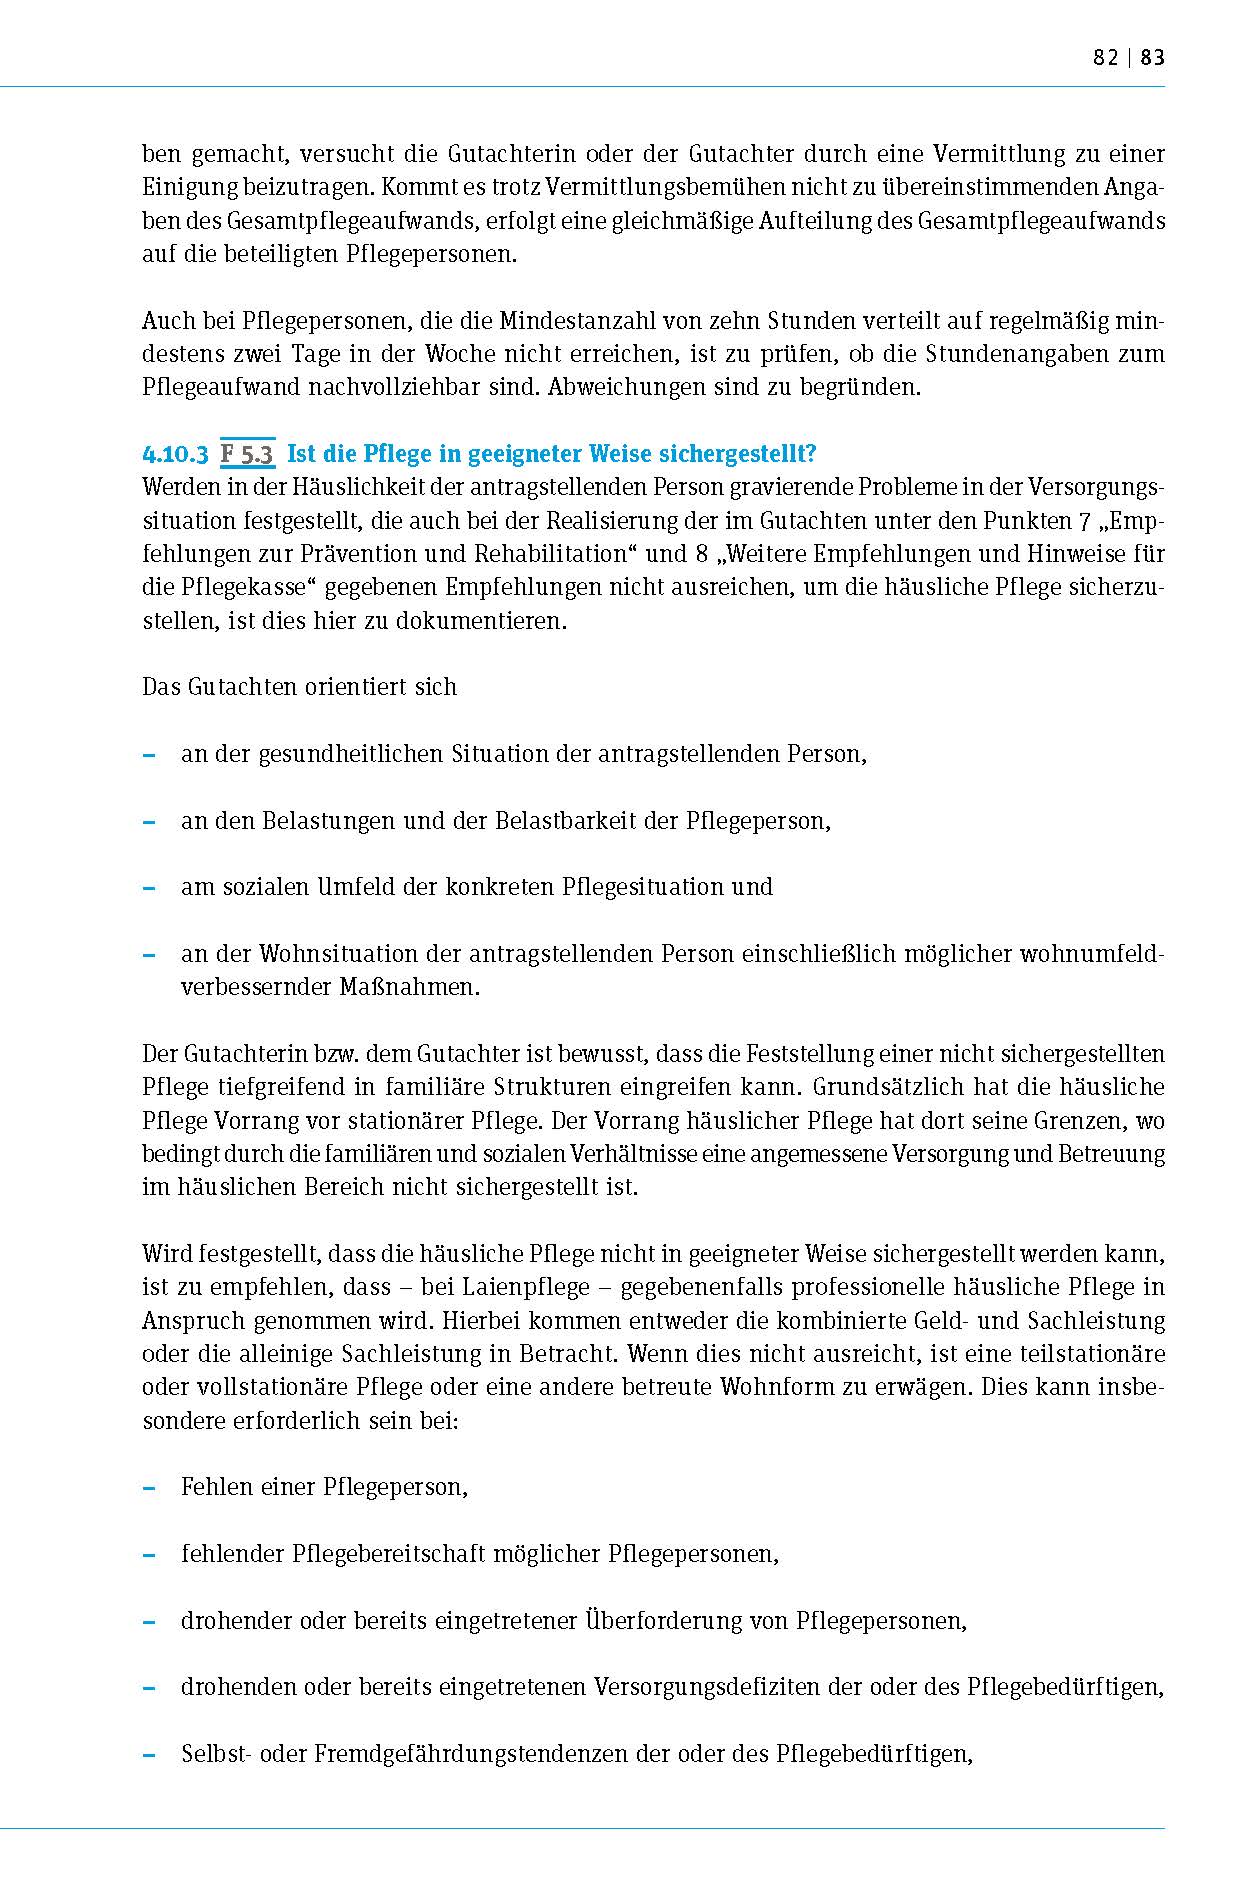 82 | 83
ben gemacht, versucht die Gutachterin oder der Gutachter durch eine Vermittlung zu einer
Einigung beizutragen. Kommt es trotz Vermittlungsbemühen nicht zu übereinstimmenden Anga-
ben des Gesamtpflegeaufwands, erfolgt eine gleichmäßige Aufteilung des Gesamtpflegeaufwands
auf die beteiligten Pflegepersonen.
Auch bei Pflegepersonen, die die Mindestanzahl von zehn Stunden verteilt auf regelmäßig min-
destens zwei Tage in der Woche nicht erreichen, ist zu prüfen, ob die Stundenangaben zum
Pflegeaufwand nachvollziehbar sind. Abweichungen sind zu begründen.
4.10.3 F 5.3 Ist die Pflege in geeigneter Weise sichergestellt?
Werden in der Häuslichkeit der antragstellenden Person gravierende Probleme in der Versorgungs-
situation festgestellt, die auch bei der Realisierung der im Gutachten unter den Punkten 7 „Emp-
fehlungen zur Prävention und Rehabilitation“ und 8 „Weitere Empfehlungen und Hinweise für
die Pflegekasse“ gegebenen Empfehlungen nicht ausreichen, um die häusliche Pflege sicherzu-
stellen, ist dies hier zu dokumentieren.
Das Gutachten orientiert sich
– an der gesundheitlichen Situation der antragstellenden Person,
– an den Belastungen und der Belastbarkeit der Pflegeperson,
– am sozialen Umfeld der konkreten Pflegesituation und
– an der Wohnsituation der antragstellenden Person einschließlich möglicher wohnumfeld-
verbessernder Maßnahmen.
Der Gutachterin bzw. dem Gutachter ist bewusst, dass die Feststellung einer nicht sichergestellten
Pflege tiefgreifend in familiäre Strukturen eingreifen kann. Grundsätzlich hat die häusliche
Pflege Vorrang vor stationärer Pflege. Der Vorrang häuslicher Pflege hat dort seine Grenzen, wo
bedingt durch die familiären und sozialen Verhältnisse eine angemessene Versorgung und Betreuung
im häuslichen Bereich nicht sichergestellt ist.
Wird festgestellt, dass die häusliche Pflege nicht in geeigneter Weise sichergestellt werden kann,
ist zu empfehlen, dass – bei Laienpflege – gegebenenfalls professionelle häusliche Pflege in
Anspruch genommen wird. Hierbei kommen entweder die kombinierte Geld- und Sachleistung
oder die alleinige Sachleistung in Betracht. Wenn dies nicht ausreicht, ist eine teilstationäre
oder vollstationäre Pflege oder eine andere betreute Wohnform zu erwägen. Dies kann insbe-
sondere erforderlich sein bei:
– Fehlen einer Pflegeperson,
– fehlender Pflegebereitschaft möglicher Pflegepersonen,
– drohender oder bereits eingetretener Überforderung von Pflegepersonen,
– drohenden oder bereits eingetretenen Versorgungsdefiziten der oder des Pflegebedürftigen,
– Selbst- oder Fremdgefährdungstendenzen der oder des Pflegebedürftigen,